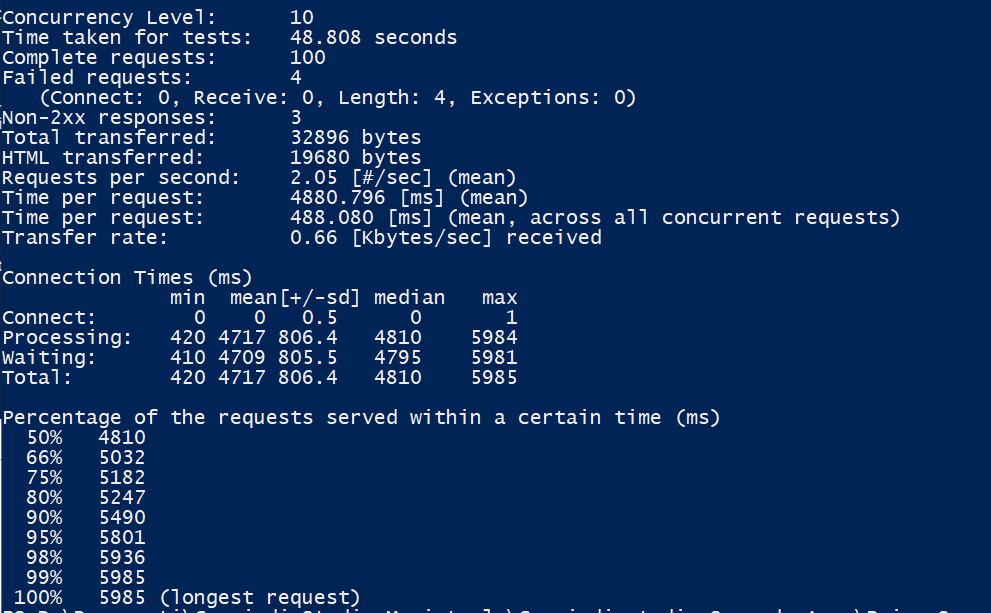 Concurrency Level:      10
Time taken for tests:   48.808 seconds
Complete requests:      100
Failed requests:        4
   (Connect: 0, Receive: 0, Length: 4, Exceptions: 0)
Non-2xx responses:      3
Total transferred:      32896 bytes
HTML transferred:       19680 bytes
Requests per second:    2.05 [#/sec] (mean)
Time per request:       4880.796 [ms] (mean)
Time per request:       488.080 [ms] (mean, across all concurrent requests)
Transfer rate:          0.66 [Kbytes/sec] received
Connection Times (ms)
              min  mean[+/-sd] median   max
Connect:        0    0   0.5      0       1
Processing:   420 4717 806.4   4810    5984
Waiting:      410 4709 805.5   4795    5981
Total:        420 4717 806.4   4810    5985
Percentage of the requests served within a certain time (ms)
  50%   4810
  66%   5032
  75%   5182
  80%   5247
  90%   5490
  95%   5801
  98%   5936
  99%   5985
 100%   5985 (longest request)